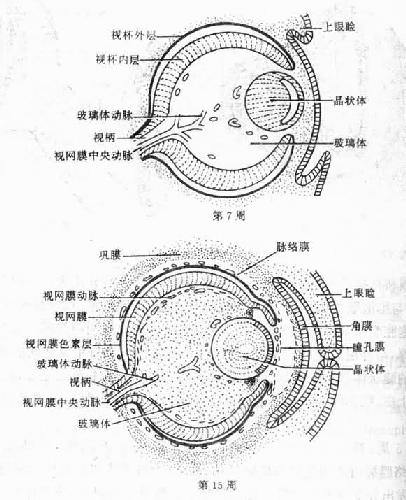 视杯外层
上眼睑
视杯内层
玻璃体动脉
晶状体
视柄
玻璃体
视网膜中央动脉
第 7 周
巩膜
脉络膜
视网膜动脉
上眼睑
视网膜
角膜
视网膜色素层
瞳孔膜
玻璃体动脉
晶状体
视柄
视网膜中央动脉
玻璃体
第 15 周